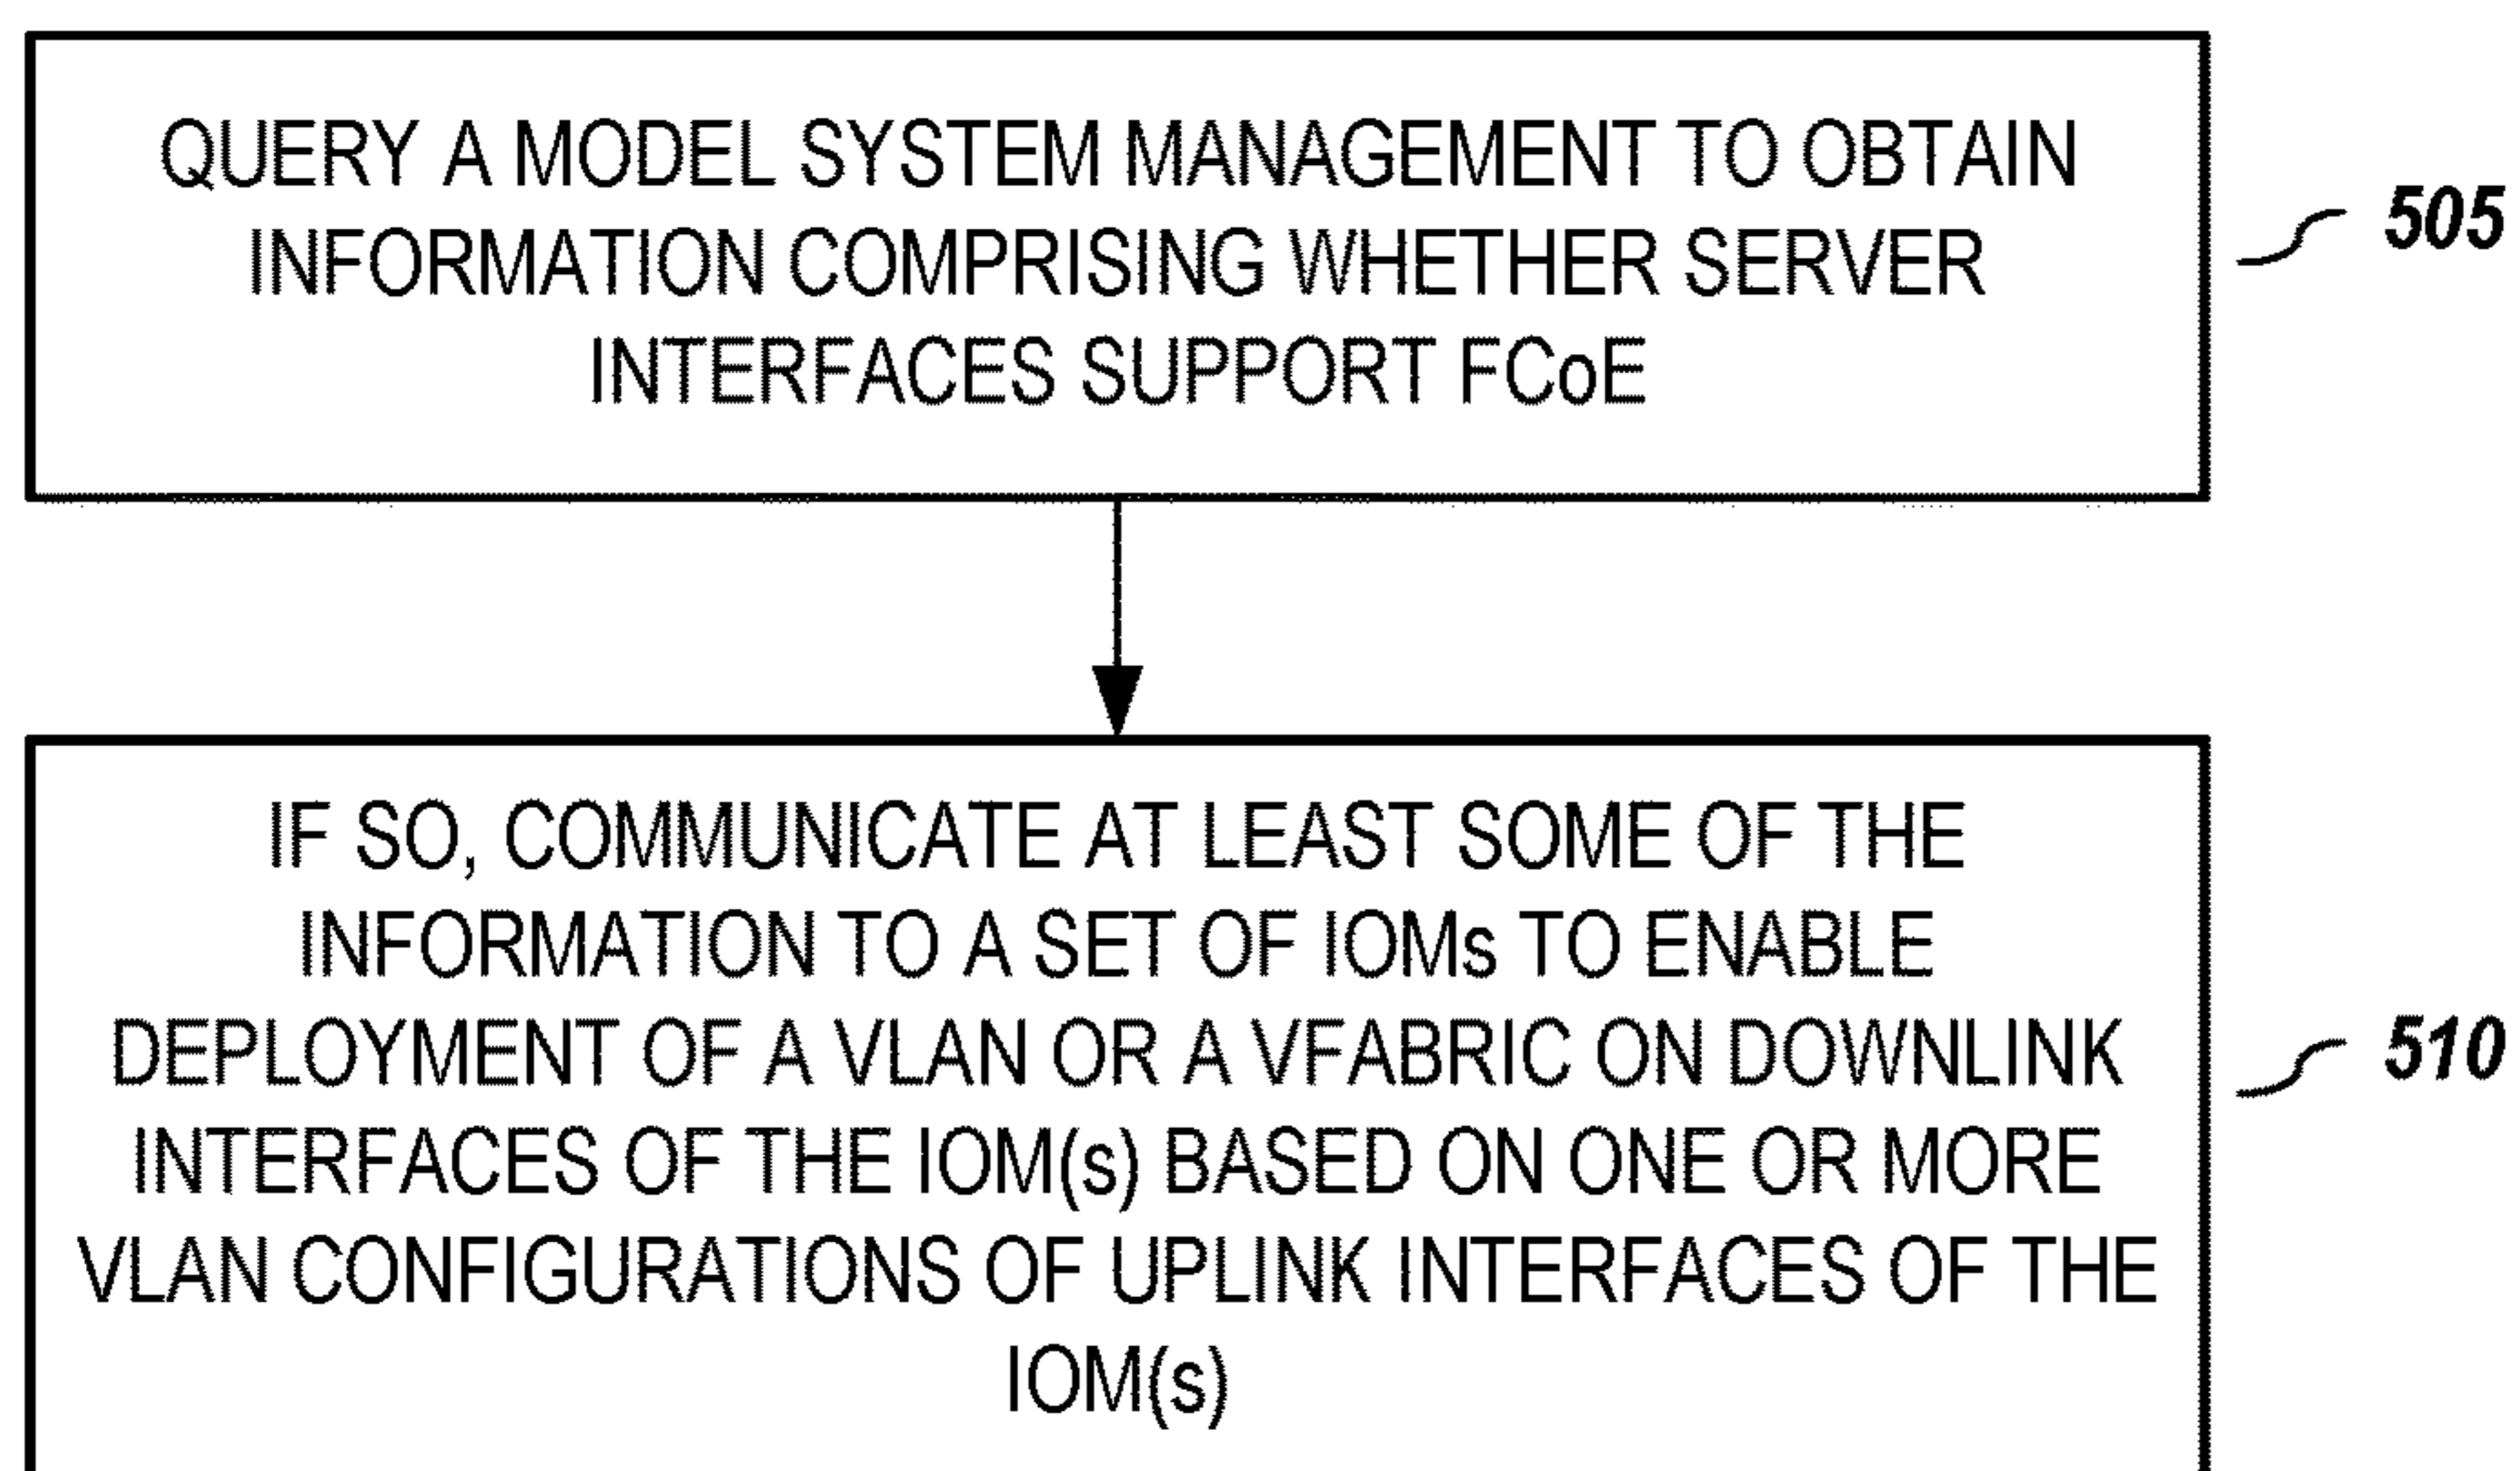 QUERY A MODEL SYSTEM MANAGEMENT TO OBTAIN
INFORMATION COMPRISING WHETHER SERVER
INTERFACES SUPPORT FCoE
505
IF SO, COMMUNICATE AT LEAST SOME OF THE
INFORMATION TO A SET OF IOMs TO ENABLE
DEPLOYMENT OF A VLAN OR A VFABRIC ON DOWNLINK
INTERFACES OF THE IOM(s) BASED ON ONE OR MORE
VLAN CONFIGURATIONS OF UPLINK INTERFACES OF THE
IOM(s)
510